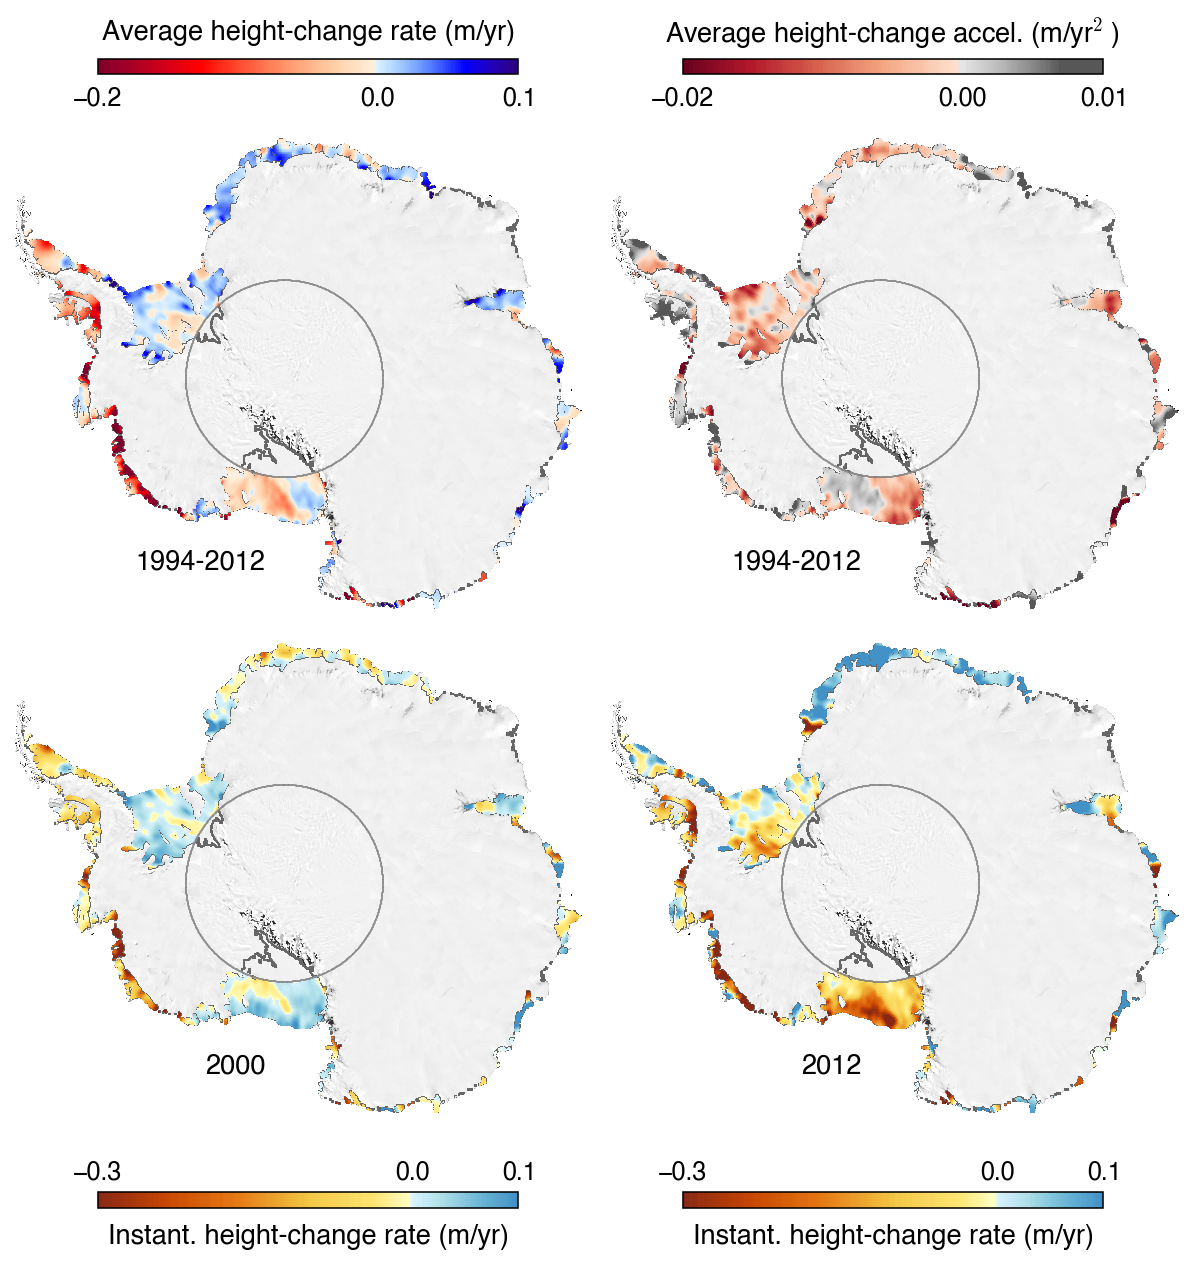 Average height-change rate (m/yr)
Average height-change accel. (m/yr² )
–0.2 0.0 0.1
–0.02 0.00 0.01
1994-2012
1994-2012
2000
2012
–0.3 0.0 0.1
–0.3 0.0 0.1
Instant. height-change rate (m/yr)
Instant. height-change rate (m/yr)